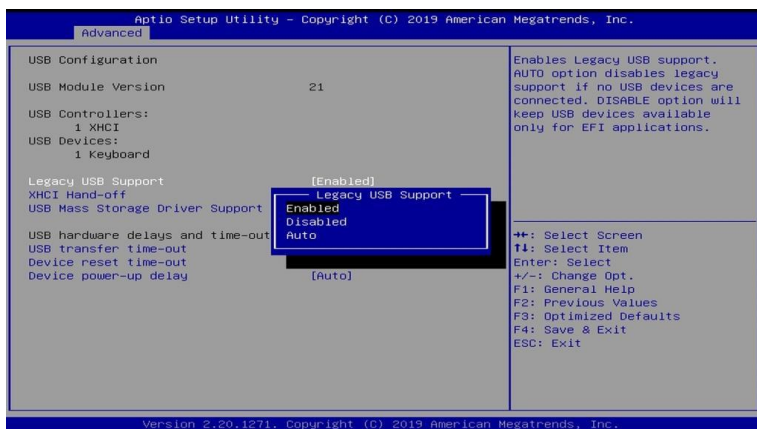 Aptio Setup Utility - Copyright (C) 2019 American Megatrends, Inc.
Advanced
USB Configuration
USB Module Version 21
USB Controllers:
1 XHCI
USB Devices:
1 Keyboard
Legacy USB Support [Enabled]
XHCI Hand-off
USB Mass Storage Driver Support
USB hardware delays and time-out
USB transfer time-out
Device reset time-out
Device power-up delay [Auto]
Legacy USB Support
Enabled
Disabled
Auto
Enables Legacy USB support.
AUTO option disables legacy
support if no USB devices are
connected. DISABLE option will
keep USB devices available
only for EFI applications.
→←: Select Screen
↑↓: Select Item
Enter: Select
+/-: Change Opt.
F1: General Help
F2: Previous Values
F3: Optimized Defaults
F4: Save & Exit
ESC: Exit
Version 2.20.1271. Copyright (C) 2019 American Megatrends, Inc.